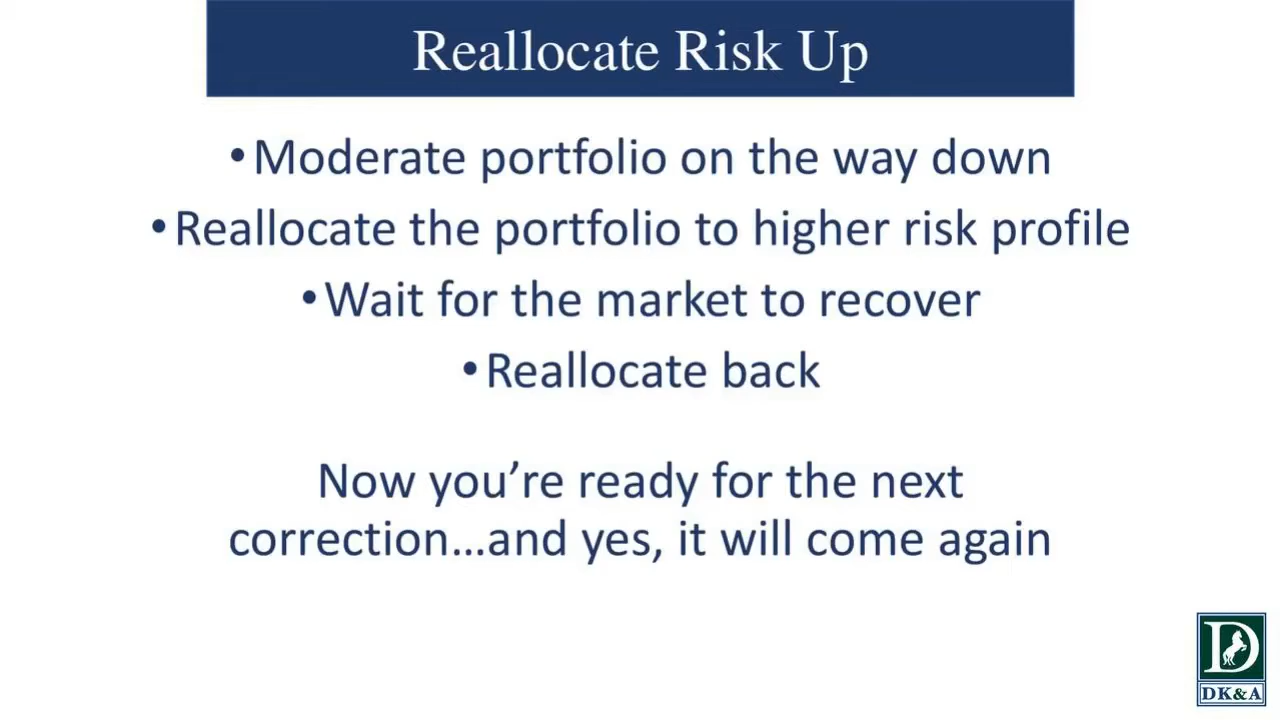 Reallocate Risk Up
•Moderate portfolio on the way down
•Reallocate the portfolio to higher risk profile
•Wait for the market to recover
•Reallocate back
Now you’re ready for the next
correction…and yes, it will come again
D
DK&A